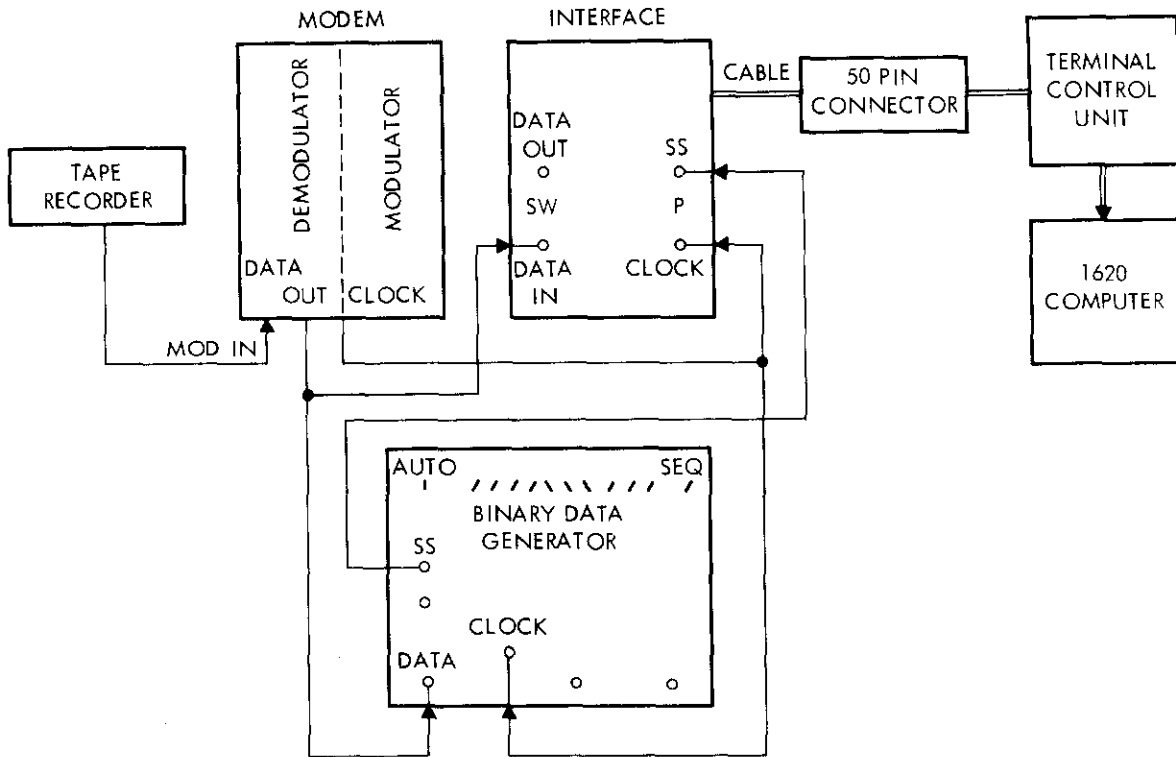 MODEM
INTERFACE
TAPE
RECORDER
DEMODULATOR
MODULATOR
DATA
OUT
CLOCK
MOD IN
DATA
OUT
SS
SW
P
DATA
IN
CLOCK
CABLE
50 PIN
CONNECTOR
TERMINAL
CONTROL
UNIT
1620
COMPUTER
AUTO
SEQ
BINARY DATA
GENERATOR
SS
CLOCK
DATA